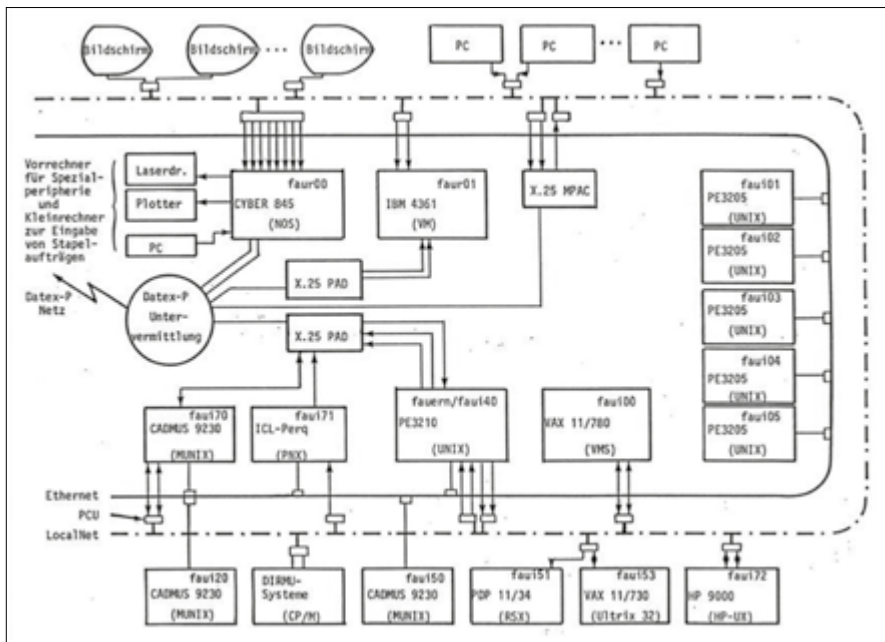 Bildschirm
Bildschirm
Bildschirm
PC
PC
PC
Vorrechner
für Spezial-
peripherie
und
Kleinrechner
zur Eingabe
von Stapel-
aufträgen
Laserdr.
Plotter
PC
faur00
CYBER 845
(NOS)
faur01
IBM 4361
(VM)
X.25 MPAC
faui01
PE3205
(UNIX)
faui02
PE3205
(UNIX)
faui03
PE3205
(UNIX)
faui04
PE3205
(UNIX)
faui05
PE3205
(UNIX)
Datex-P
Netz
Datex-P
Unter-
vermittlung
X.25 PAD
X.25 PAD
faui70
CADMUS 9230
(MUNIX)
faui71
ICL-Perq
(PNX)
fauern/faui40
PE3210
(UNIX)
faui00
VAX 11/780
(VMS)
Ethernet
PCU
LocalNet
faui20
CADMUS 9230
(MUNIX)
DIRMU-
Systeme
(CP/M)
faui50
CADMUS 9230
(MUNIX)
faui51
PDP 11/34
(RSX)
faui53
VAX 11/730
(Ultrix 32)
faui72
HP 9000
(HP-UX)